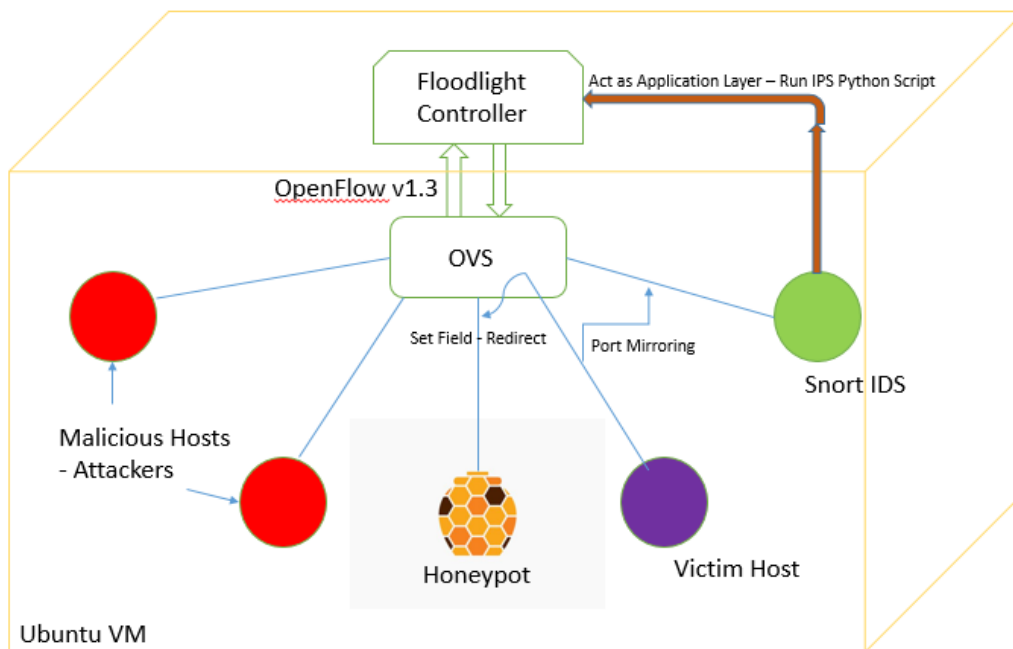 Floodlight
Controller
Act as Application Layer – Run IPS Python Script
OpenFlow v1.3
OVS
Set Field - Redirect
Port Mirroring
Snort IDS
Malicious Hosts
- Attackers
Honeypot
Victim Host
Ubuntu VM